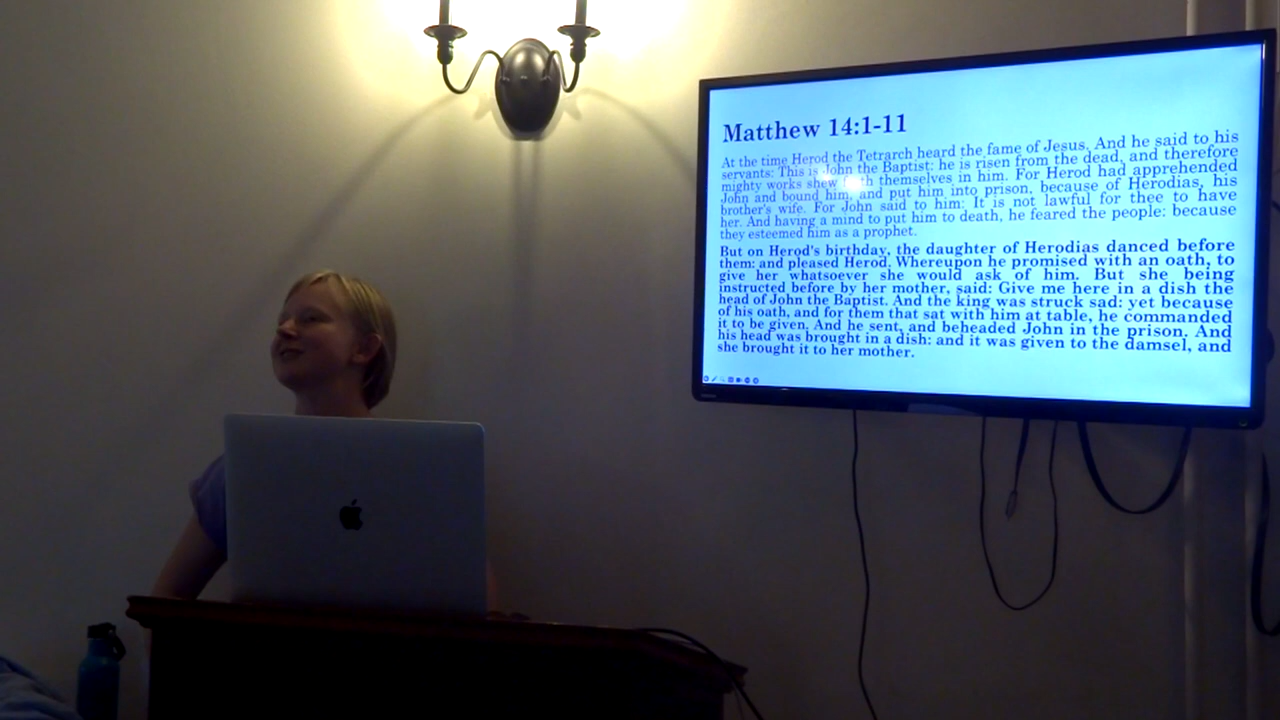 Matthew 14:1-11
At the time Herod the Tetrarch heard the fame of Jesus. And he said to his
servants: This is John the Baptist: he is risen from the dead, and therefore
mighty works shew themselves in him. For Herod had apprehended
John and bound him, and put him into prison, because of Herodias, his
brother's wife. For John said to him: It is not lawful for thee to have
her. And having a mind to put him to death, he feared the people: because
they esteemed him as a prophet.
But on Herod's birthday, the daughter of Herodias danced before
them: and pleased Herod. Whereupon he promised with an oath, to
give her whatsoever she would ask of him. But she being
instructed before by her mother, said: Give me here in a dish the
head of John the Baptist. And the king was struck sad: yet because
of his oath, and for them that sat with him at table, he commanded
it to be given. And he sent, and beheaded John in the prison. And
his head was brought in a dish: and it was given to the damsel, and
she brought it to her mother.